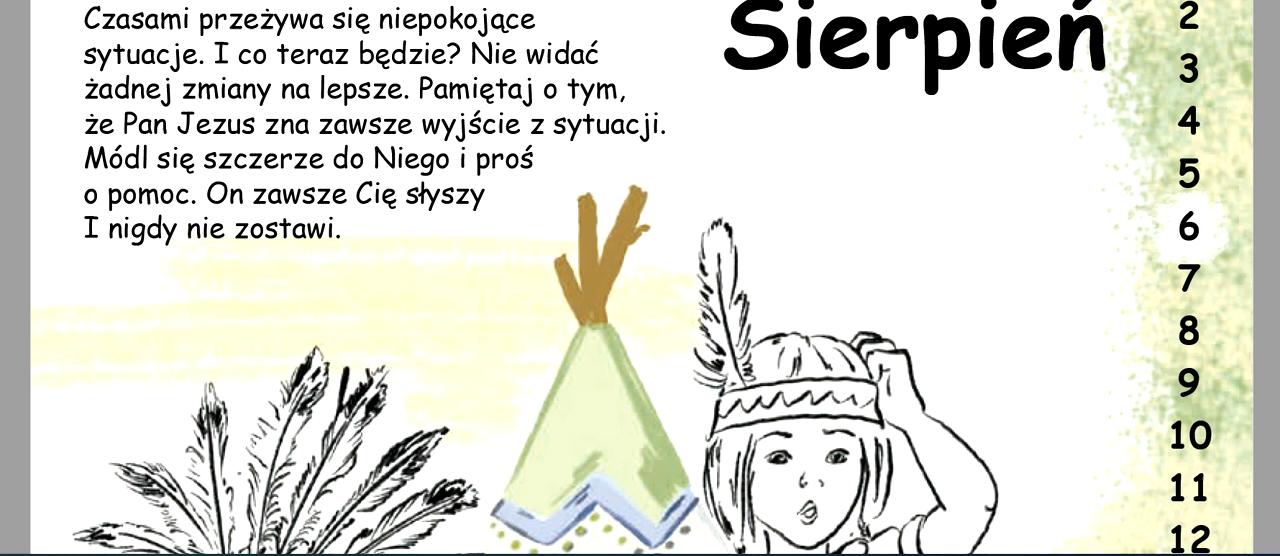 Czasami przeżywa się niepokojące
sytuacje. I co teraz będzie? Nie widać
żadnej zmiany na lepsze. Pamiętaj o tym,
że Pan Jezus zna zawsze wyjście z sytuacji.
Módl się szczerze do Niego i proś
o pomoc. On zawsze Cię słyszy
I nigdy nie zostawi.
Sierpień
2
3
4
5
6
7
8
9
10
11
12